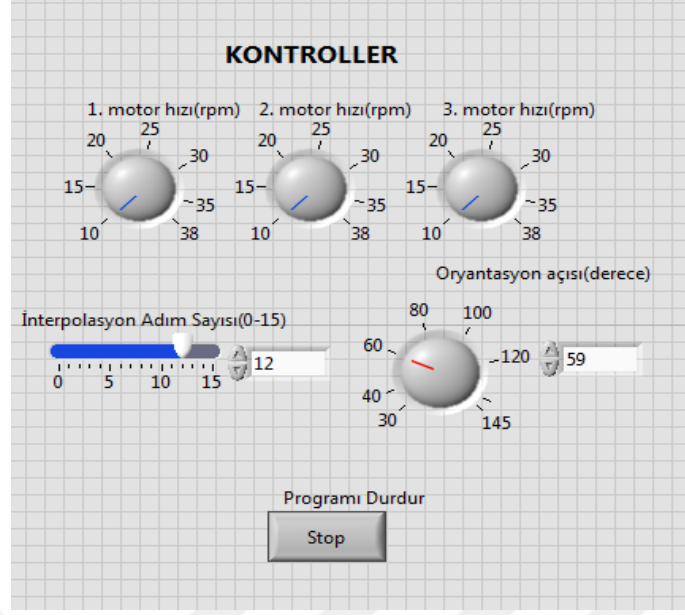 KONTROLLER
1. motor hızı(rpm) 2. motor hızı(rpm) 3. motor hızı(rpm)
25 25 25
20 30 20 30 20 30
15 35 15 35 15 35
10 38 10 38 10 38
Oryantasyon açısı(derece)
80 100
İnterpolasyon Adım Sayısı(0-15)
60 120 59
12
0 5 10 15
40
30 145
Programı Durdur
Stop